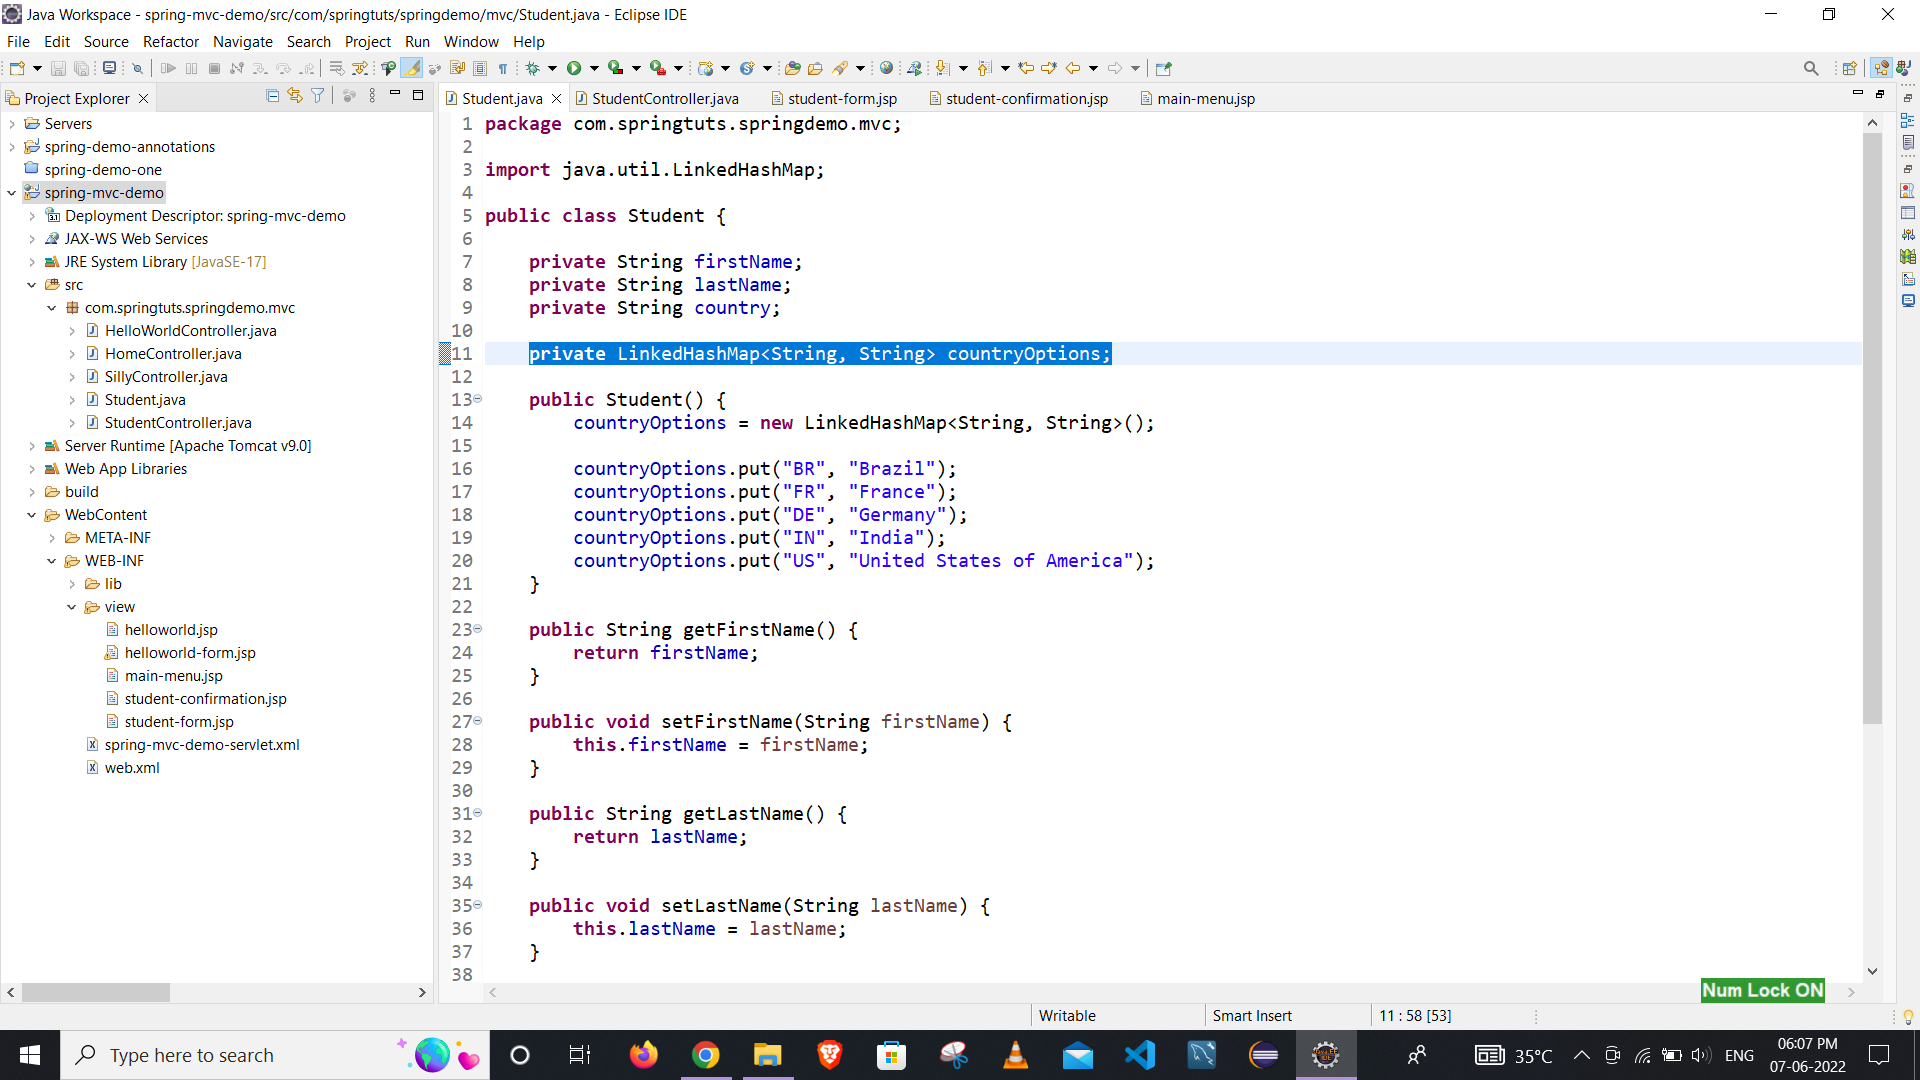 Java Workspace - spring-mvc-demo/src/com/springtuts/springdemo/mvc/Student.java - Eclipse IDE
File Edit Source Refactor Navigate Search Project Run Window Help
Project Explorer
Servers
spring-demo-annotations
spring-demo-one
spring-mvc-demo
Deployment Descriptor: spring-mvc-demo
JAX-WS Web Services
JRE System Library [JavaSE-17]
src
com.springtuts.springdemo.mvc
HelloWorldController.java
HomeController.java
SillyController.java
Student.java
StudentController.java
Server Runtime [Apache Tomcat v9.0]
Web App Libraries
build
WebContent
META-INF
WEB-INF
lib
view
helloworld.jsp
helloworld-form.jsp
main-menu.jsp
student-confirmation.jsp
student-form.jsp
spring-mvc-demo-servlet.xml
web.xml
Student.java StudentController.java student-form.jsp student-confirmation.jsp main-menu.jsp
1 package com.springtuts.springdemo.mvc;
2
3 import java.util.LinkedHashMap;
4
5 public class Student {
6
7 private String firstName;
8 private String lastName;
9 private String country;
10
11 private LinkedHashMap<String, String> countryOptions;
12
13 public Student() {
14 countryOptions = new LinkedHashMap<String, String>();
15
16 countryOptions.put("BR", "Brazil");
17 countryOptions.put("FR", "France");
18 countryOptions.put("DE", "Germany");
19 countryOptions.put("IN", "India");
20 countryOptions.put("US", "United States of America");
21 }
22
23 public String getFirstName() {
24 return firstName;
25 }
26
27 public void setFirstName(String firstName) {
28 this.firstName = firstName;
29 }
30
31 public String getLastName() {
32 return lastName;
33 }
34
35 public void setLastName(String lastName) {
36 this.lastName = lastName;
37 }
38
Num Lock ON
Writable Smart Insert 11 : 58 [53]
Type here to search
35°C ENG
06:07 PM
07-06-2022